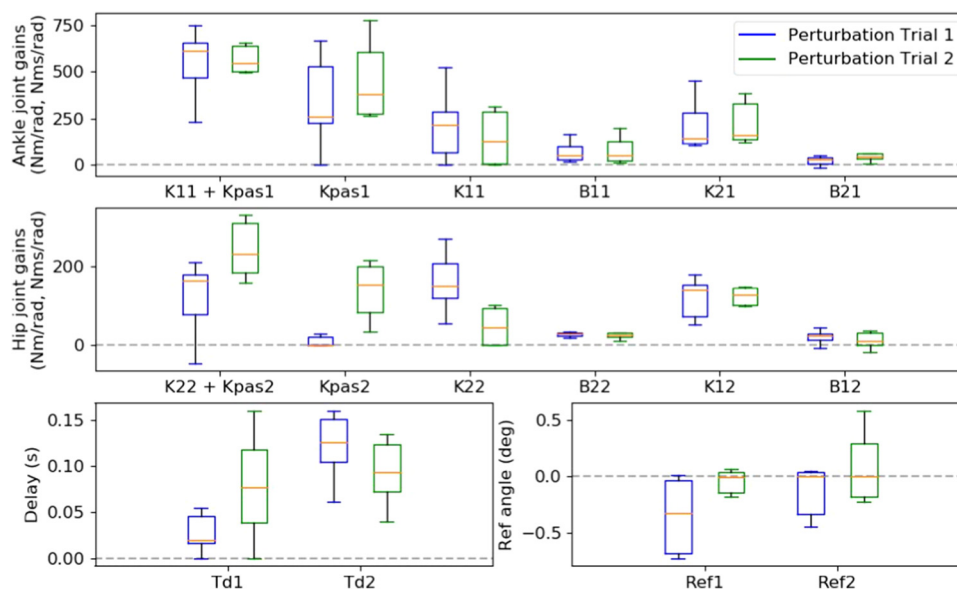 Ankle joint gains
(Nm/rad, Nms/rad)
750
500
250
0
Perturbation Trial 1
Perturbation Trial 2
K11 + Kpas1 Kpas1 K11 B11 K21 B21
Hip joint gains
(Nm/rad, Nms/rad)
200
0
K22 + Kpas2 Kpas2 K22 B22 K12 B12
Delay (s)
0.15
0.10
0.05
0.00
Td1 Td2
Ref angle (deg)
0.5
0.0
−0.5
Ref1 Ref2